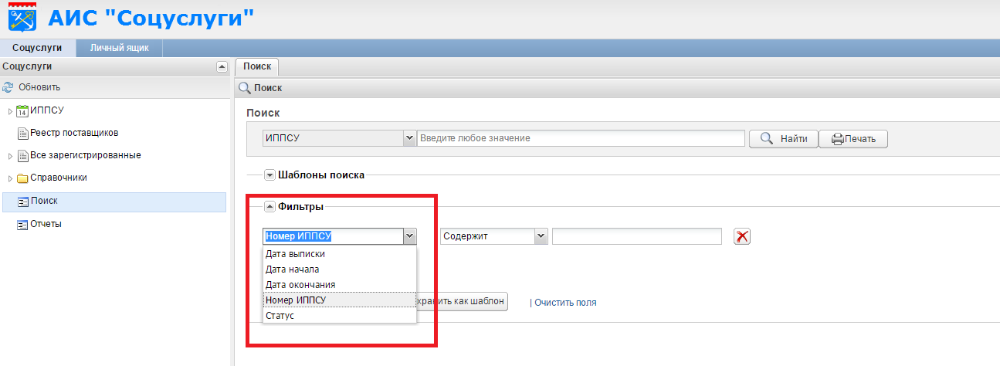 АИС "Соцуслуги"
Соцуслуги Личный ящик
Соцуслуги
Обновить
14 ИППСУ
Реестр поставщиков
Все зарегистрированные
Справочники
Поиск
Отчеты
Поиск
Поиск
Поиск
ИППСУ Введите любое значение Найти Печать
Шаблоны поиска
Фильтры
Номер ИППСУ Содержит
Дата выписки
Дата начала
Дата окончания
Номер ИППСУ
Статус
хранить как шаблон | Очистить поля